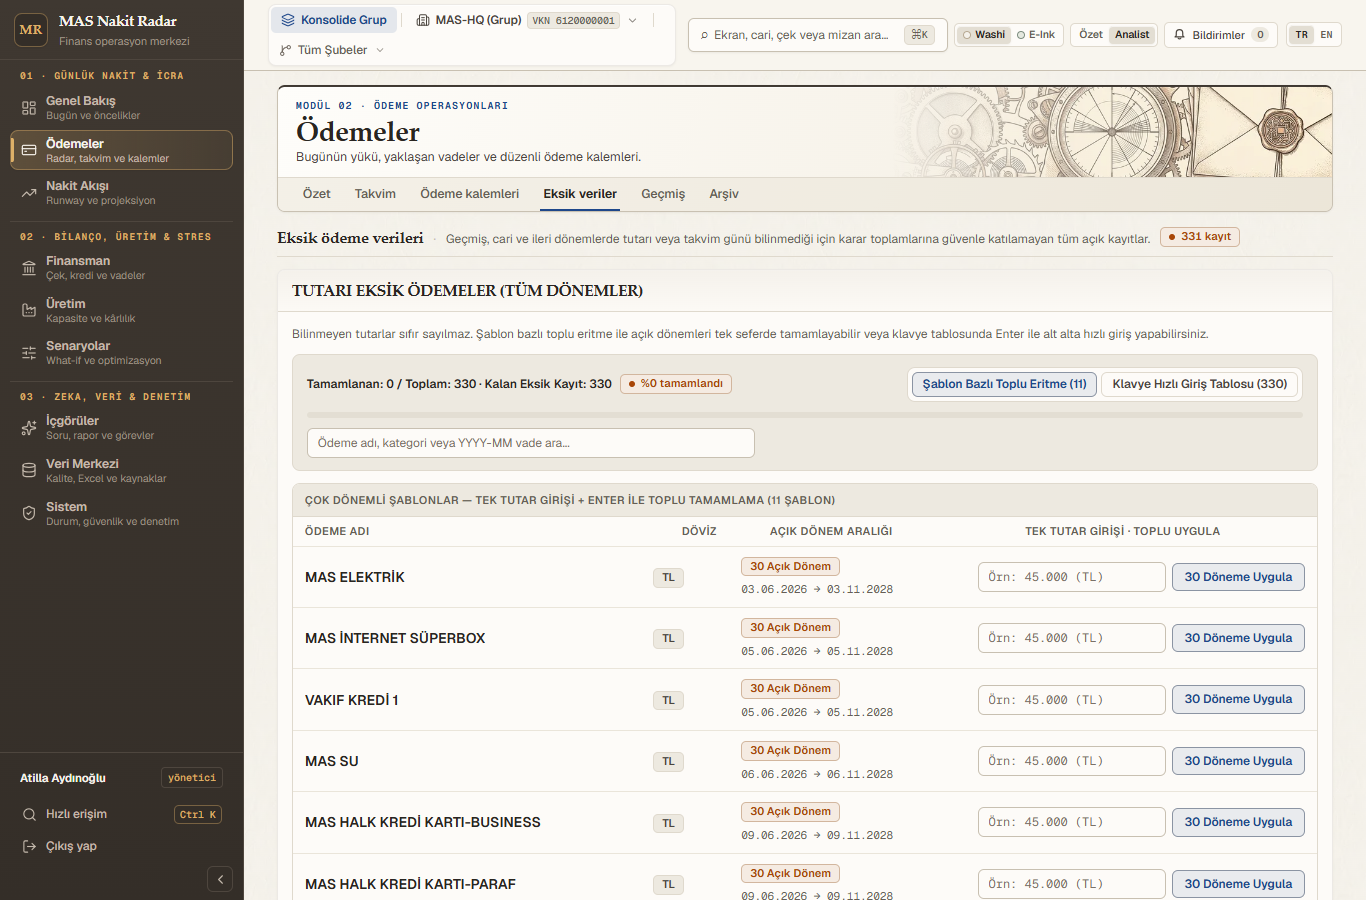 MR
MAS Nakit Radar
Finans operasyon merkezi
01 · GÜNLÜK NAKİT & İCRA
Genel Bakış
Bugün ve öncelikler
Ödemeler
Radar, takvim ve kalemler
Nakit Akışı
Runway ve projeksiyon
02 · BİLANÇO, ÜRETİM & STRES
Finansman
Çek, kredi ve vadeler
Üretim
Kapasite ve kârlılık
Senaryolar
What-if ve optimizasyon
03 · ZEKA, VERİ & DENETİM
İçgörüler
Soru, rapor ve görevler
Veri Merkezi
Kalite, Excel ve kaynaklar
Sistem
Durum, güvenlik ve denetim
Atilla Aydınoğlu yönetici
Hızlı erişim Ctrl K
Çıkış yap
Konsolide Grup MAS-HQ (Grup) VKN 6120000001
Tüm Şubeler
Ekran, cari, çek veya mizan ara... ⌘K
Washi E-Ink
Özet Analist
Bildirimler 0
TR EN
MODÜL 02 · ÖDEME OPERASYONLARI
Ödemeler
Bugünün yükü, yaklaşan vadeler ve düzenli ödeme kalemleri.
Özet Takvim Ödeme kalemleri Eksik veriler Geçmiş Arşiv
Eksik ödeme verileri · Geçmiş, cari ve ileri dönemlerde tutarı veya takvim günü bilinmediği için karar toplamlarına güvenle katılamayan tüm açık kayıtlar. 331 kayıt
TUTARI EKSİK ÖDEMELER (TÜM DÖNEMLER)
Bilinmeyen tutarlar sıfır sayılmaz. Şablon bazlı toplu eritme ile açık dönemleri tek seferde tamamlayabilir veya klavye tablosunda Enter ile alt alta hızlı giriş yapabilirsiniz.
Tamamlanan: 0 / Toplam: 330 · Kalan Eksik Kayıt: 330 %0 tamamlandı
Şablon Bazlı Toplu Eritme (11) Klavye Hızlı Giriş Tablosu (330)
Ödeme adı, kategori veya YYYY-MM vade ara...
ÇOK DÖNEMLİ ŞABLONLAR — TEK TUTAR GİRİŞİ + ENTER İLE TOPLU TAMAMLAMA (11 ŞABLON)
ÖDEME ADI DÖVİZ AÇIK DÖNEM ARALIĞI TEK TUTAR GİRİŞİ · TOPLU UYGULA
MAS ELEKTRİK TL 30 Açık Dönem Örn: 45.000 (TL) 30 Döneme Uygula
03.06.2026 → 03.11.2028
MAS İNTERNET SÜPERBOX TL 30 Açık Dönem Örn: 45.000 (TL) 30 Döneme Uygula
05.06.2026 → 05.11.2028
VAKIF KREDİ 1 TL 30 Açık Dönem Örn: 45.000 (TL) 30 Döneme Uygula
05.06.2026 → 05.11.2028
MAS SU TL 30 Açık Dönem Örn: 45.000 (TL) 30 Döneme Uygula
06.06.2026 → 06.11.2028
MAS HALK KREDİ KARTI-BUSINESS TL 30 Açık Dönem Örn: 45.000 (TL) 30 Döneme Uygula
09.06.2026 → 09.11.2028
MAS HALK KREDİ KARTI-PARAF TL 30 Açık Dönem Örn: 45.000 (TL) 30 Döneme Uygula
09.06.2026 → 09.11.2028